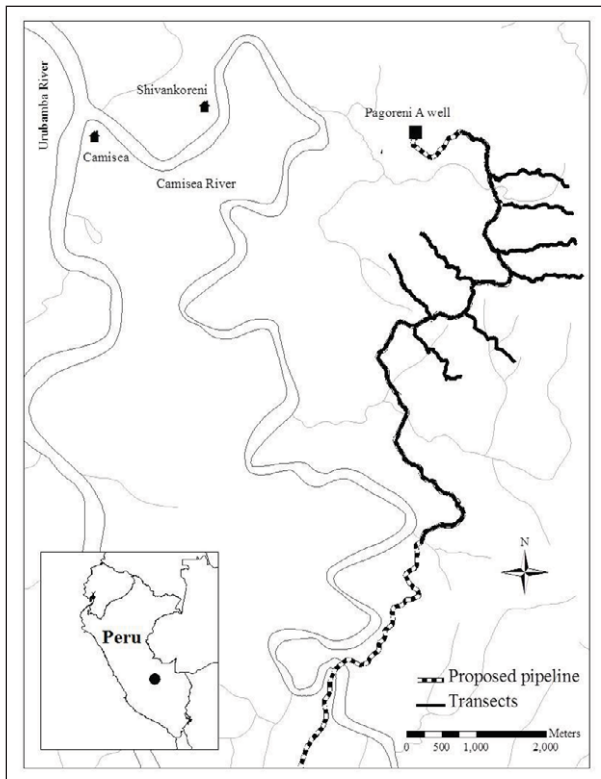 Urubamba River
Shivankoreni
Pagoreni A well
Camisea
Camisea River
N
Peru
Proposed pipeline
Transects
Meters
0 500 1,000 2,000